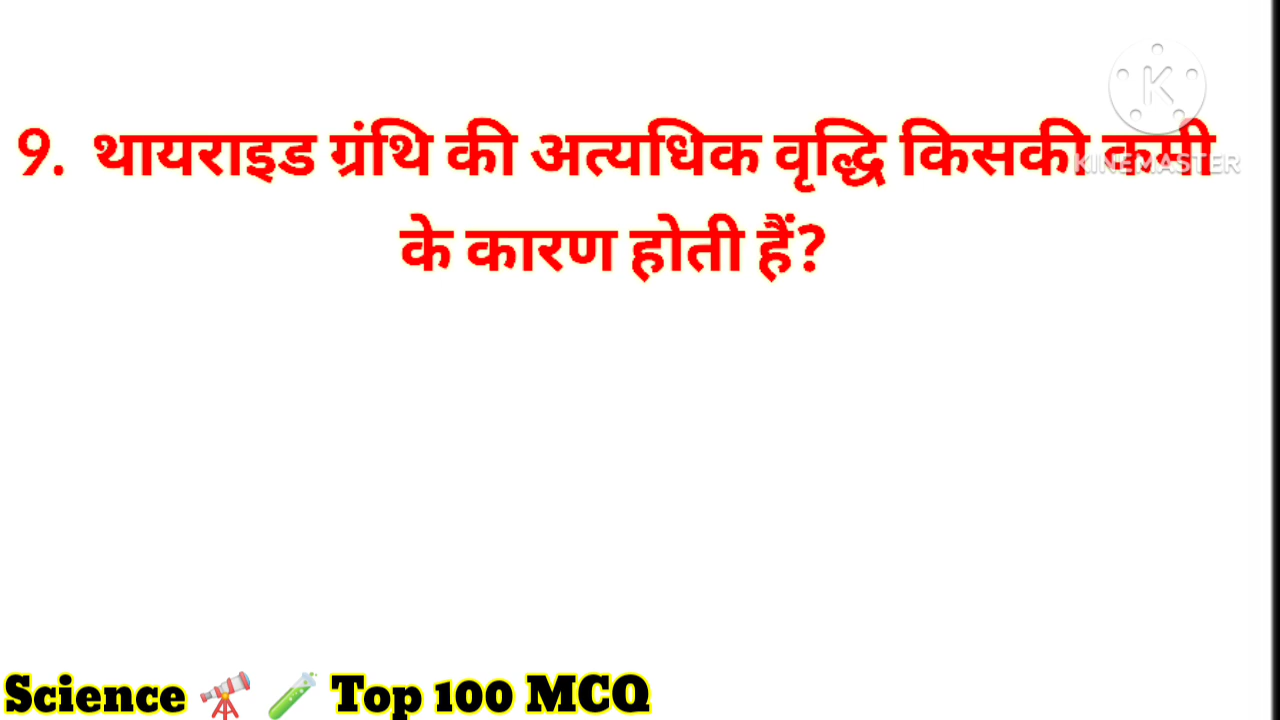 9. थायराइड ग्रंथि की अत्यधिक वृद्धि किसकी कमी
के कारण होती हैं?
KINEMASTER
Science Top 100 MCQ